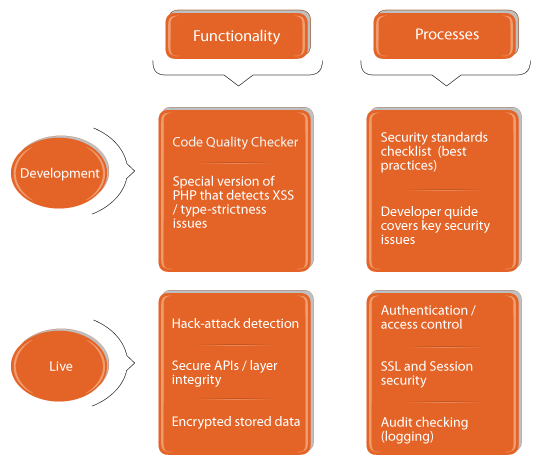 Functionality
Processes
Development
Code Quality Checker
Special version of
PHP that detects XSS
/ type-strictness
issues
Security standards
checklist (best
practices)
Developer quide
covers key security
issues
Live
Hack-attack detection
Secure APIs / layer
integrity
Encrypted stored data
Authentication /
access control
SSL and Session
security
Audit checking
(logging)